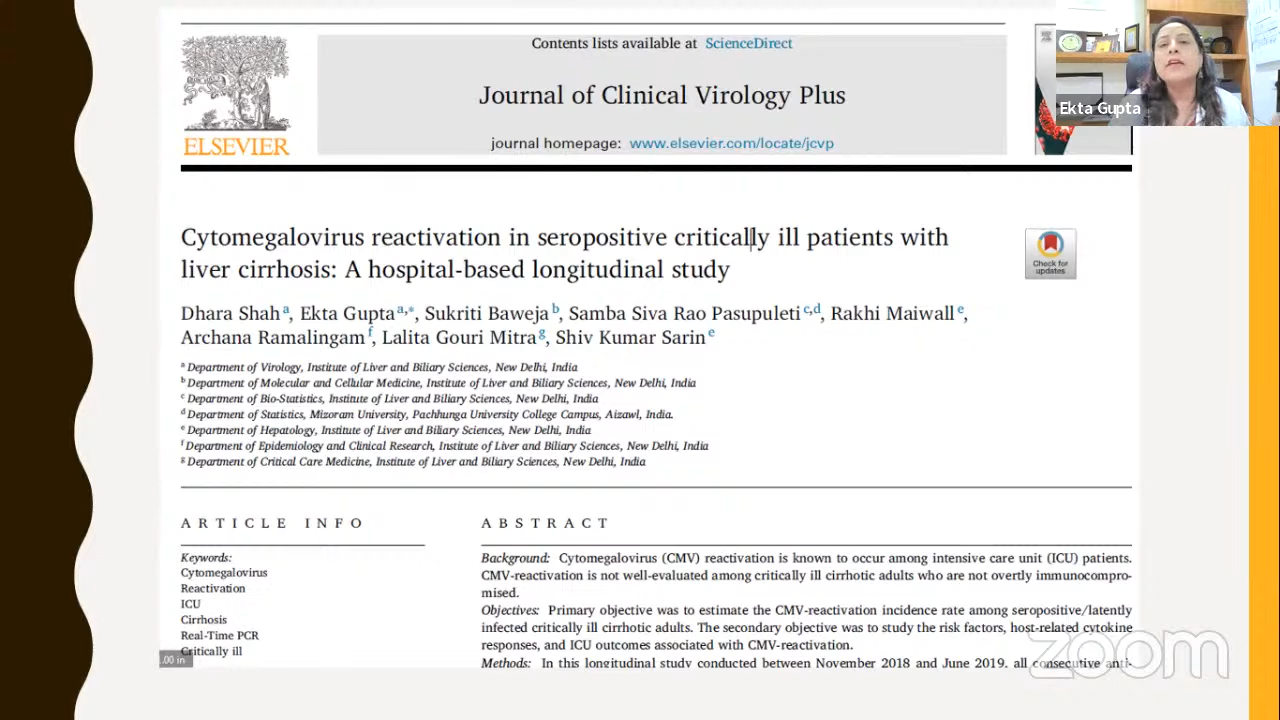 Contents lists available at ScienceDirect
Journal of Clinical Virology Plus
ELSEVIER
journal homepage: www.elsevier.com/locate/jcvp
Ekta Gupta
Cytomegalovirus reactivation in seropositive critically ill patients with
liver cirrhosis: A hospital-based longitudinal study
Check for
updates
Dhara Shah a, Ekta Gupta a,*, Sukriti Baweja b, Samba Siva Rao Pasupuleti c,d, Rakhi Maiwall e,
Archana Ramalingam f, Lalita Gouri Mitra g, Shiv Kumar Sarin e
a Department of Virology, Institute of Liver and Biliary Sciences, New Delhi, India
b Department of Molecular and Cellular Medicine, Institute of Liver and Biliary Sciences, New Delhi, India
c Department of Bio-Statistics, Institute of Liver and Biliary Sciences, New Delhi, India
d Department of Statistics, Mizoram University, Pachhunga University College Campus, Aizawl, India.
e Department of Hepatology, Institute of Liver and Biliary Sciences, New Delhi, India
f Department of Epidemiology and Clinical Research, Institute of Liver and Biliary Sciences, New Delhi, India
g Department of Critical Care Medicine, Institute of Liver and Biliary Sciences, New Delhi, India
ARTICLE INFO
Keywords:
Cytomegalovirus
Reactivation
ICU
Cirrhosis
Real-Time PCR
Critically ill
.00 in
ABSTRACT
Background: Cytomegalovirus (CMV) reactivation is known to occur among intensive care unit (ICU) patients.
CMV-reactivation is not well-evaluated among critically ill cirrhotic adults who are not overtly immunocompro-
mised.
Objectives: Primary objective was to estimate the CMV-reactivation incidence rate among seropositive/latently
infected critically ill cirrhotic adults. The secondary objective was to study the risk factors, host-related cytokine
responses, and ICU outcomes associated with CMV-reactivation.
Methods: In this longitudinal study conducted between November 2018 and June 2019, all consecutive anti-
zoom